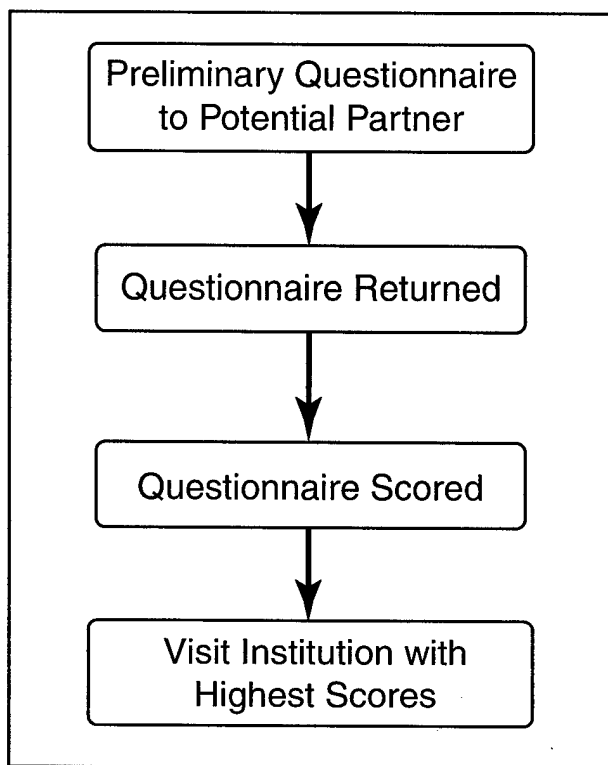 Preliminary Questionnaire
to Potential Partner
Questionnaire Returned
Questionnaire Scored
Visit Institution with
Highest Scores